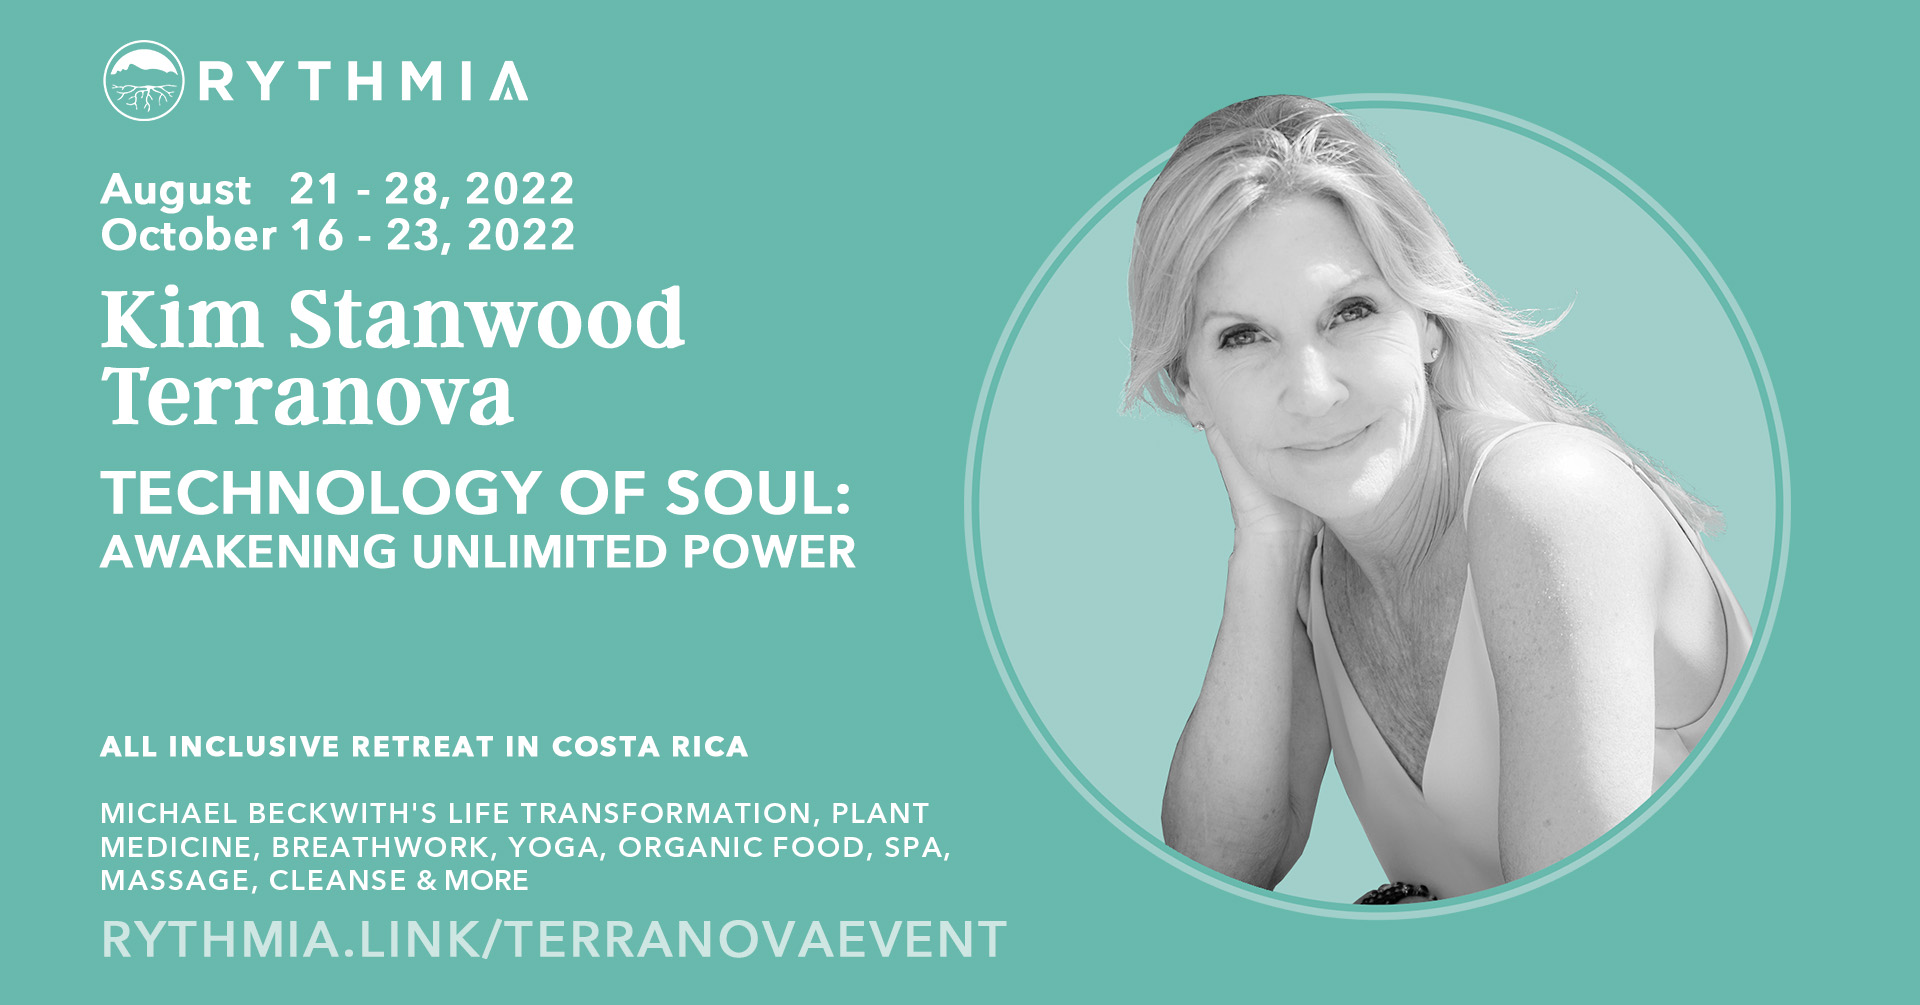 RYTHMIA
August 21 - 28, 2022
October 16 - 23, 2022
Kim Stanwood
Terranova
TECHNOLOGY OF SOUL:
AWAKENING UNLIMITED POWER
ALL INCLUSIVE RETREAT IN COSTA RICA
MICHAEL BECKWITH'S LIFE TRANSFORMATION, PLANT
MEDICINE, BREATHWORK, YOGA, ORGANIC FOOD, SPA,
MASSAGE, CLEANSE & MORE
RYTHMIA.LINK/TERRANOVAEVENT